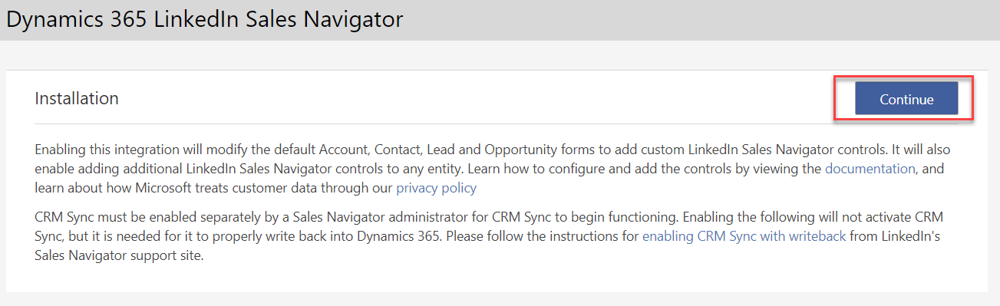 Dynamics 365 LinkedIn Sales Navigator
Installation
Continue
Enabling this integration will modify the default Account, Contact, Lead and Opportunity forms to add custom LinkedIn Sales Navigator controls. It will also
enable adding additional LinkedIn Sales Navigator controls to any entity. Learn how to configure and add the controls by viewing the documentation, and
learn about how Microsoft treats customer data through our privacy policy
CRM Sync must be enabled separately by a Sales Navigator administrator for CRM Sync to begin functioning. Enabling the following will not activate CRM
Sync, but it is needed for it to properly write back into Dynamics 365. Please follow the instructions for enabling CRM Sync with writeback from LinkedIn's
Sales Navigator support site.